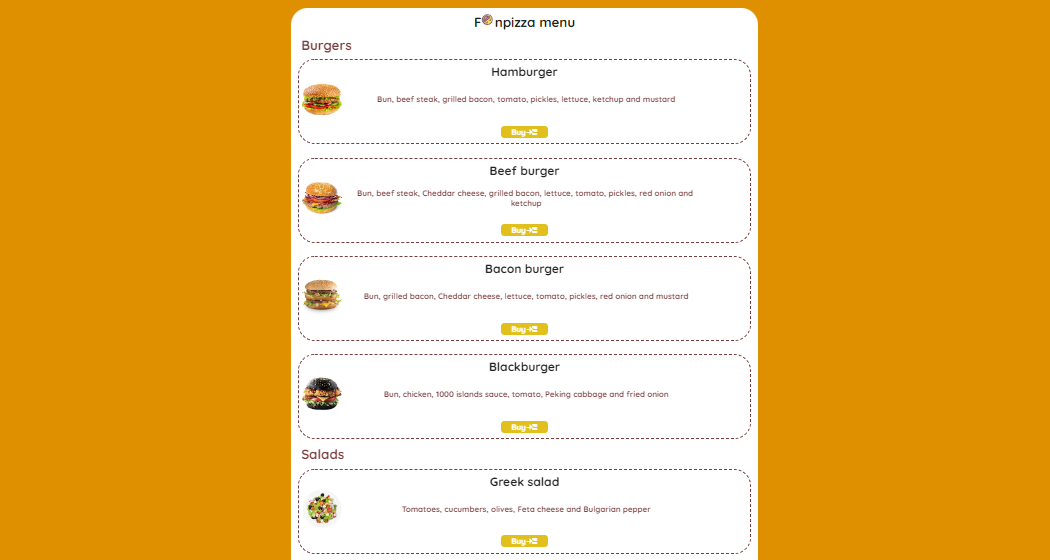 F npizza menu
Burgers
Hamburger
Bun, beef steak, grilled bacon, tomato, pickles, lettuce, ketchup and mustard
Buy
Beef burger
Bun, beef steak, Cheddar cheese, grilled bacon, lettuce, tomato, pickles, red onion and
ketchup
Buy
Bacon burger
Bun, grilled bacon, Cheddar cheese, lettuce, tomato, pickles, red onion and mustard
Buy
Blackburger
Bun, chicken, 1000 islands sauce, tomato, Peking cabbage and fried onion
Buy
Salads
Greek salad
Tomatoes, cucumbers, olives, Feta cheese and Bulgarian pepper
Buy